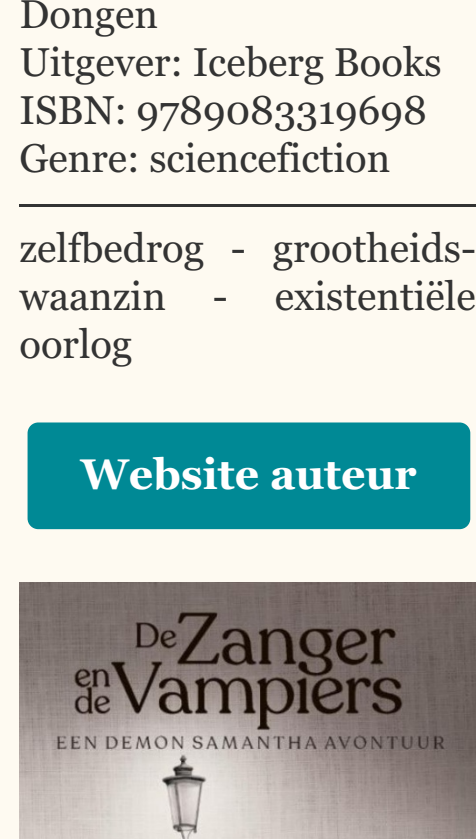 Dongen
Uitgever: Iceberg Books
ISBN: 9789083319698
Genre: sciencefiction
zelfbedrog - grootheids-
waanzin - existentiële
oorlog
Website auteur
De Zanger
en de Vampiers
EEN DEMON SAMANTHA AVONTUUR